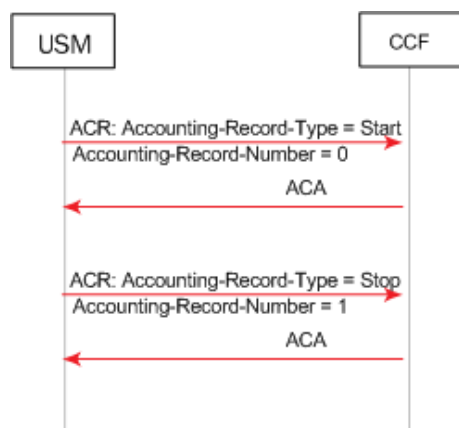 USM
CCF
ACR: Accounting-Record-Type = Start
Accounting-Record-Number = 0
ACA
ACR: Accounting-Record-Type = Stop
Accounting-Record-Number = 1
ACA